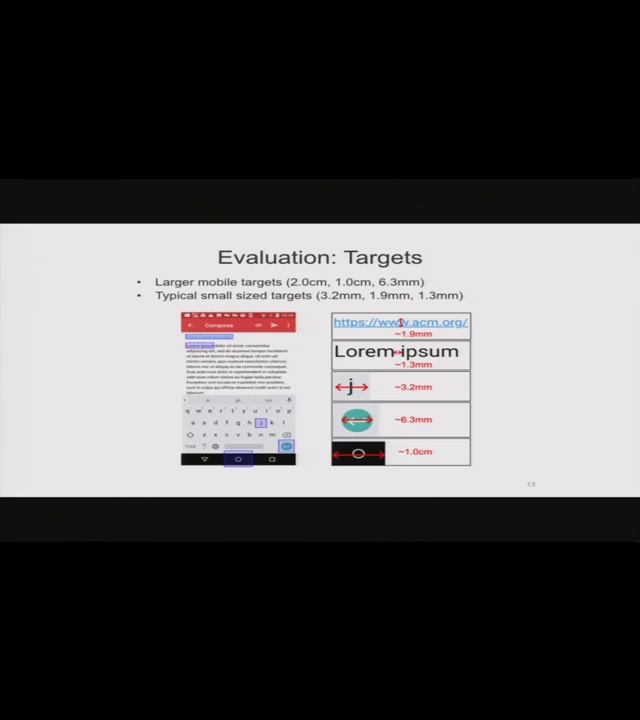 Evaluation: Targets
• Larger mobile targets (2.0cm, 1.0cm, 6.3mm)
• Typical small sized targets (3.2mm, 1.9mm, 1.3mm)
Compose
https://www.acm.org/
~1.9mm
Lorem ipsum
~1.3mm
j
~3.2mm
~6.3mm
~1.0cm
q w e r t y u i o p
a s d f g h j k l
z x c v b n m
13